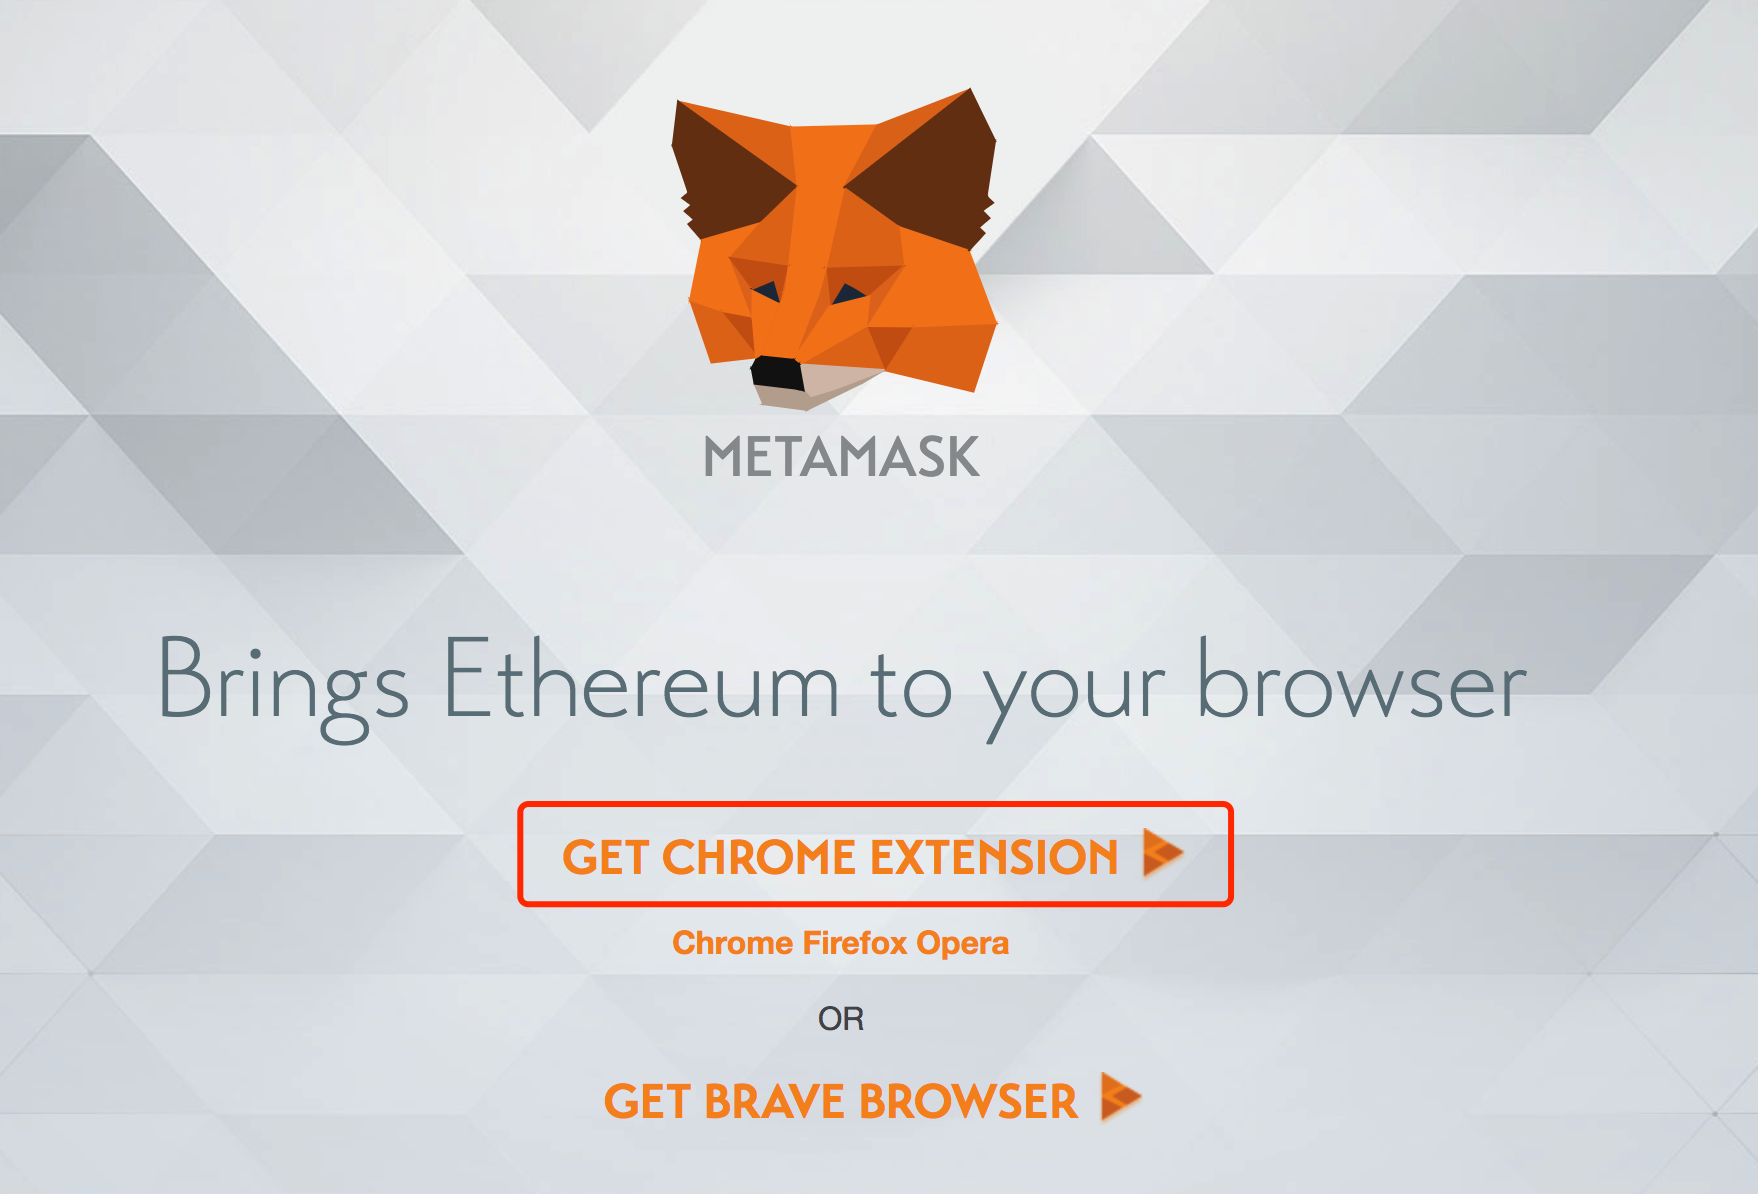 METAMASK
Brings Ethereum to your browser
GET CHROME EXTENSION
Chrome Firefox Opera
OR
GET BRAVE BROWSER